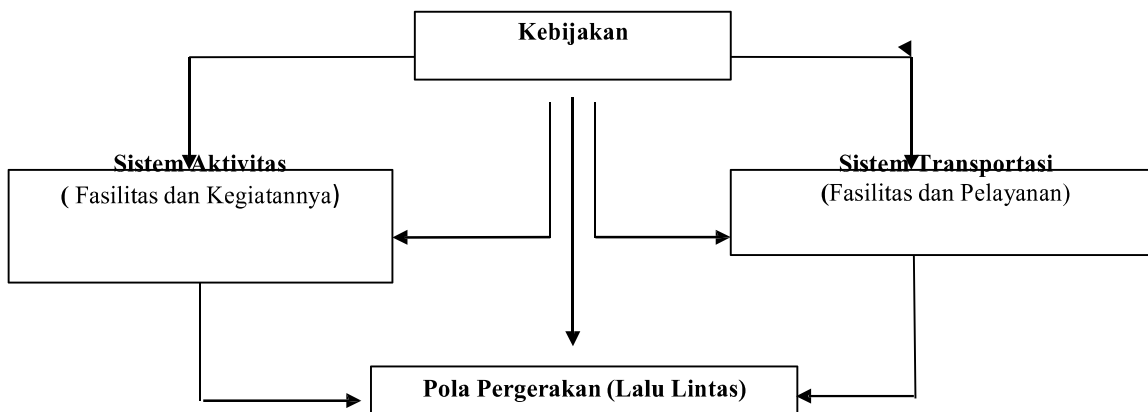 Kebijakan
Sistem Aktivitas
( Fasilitas dan Kegiatannya)
Sistem Transportasi
(Fasilitas dan Pelayanan)
Pola Pergerakan (Lalu Lintas)